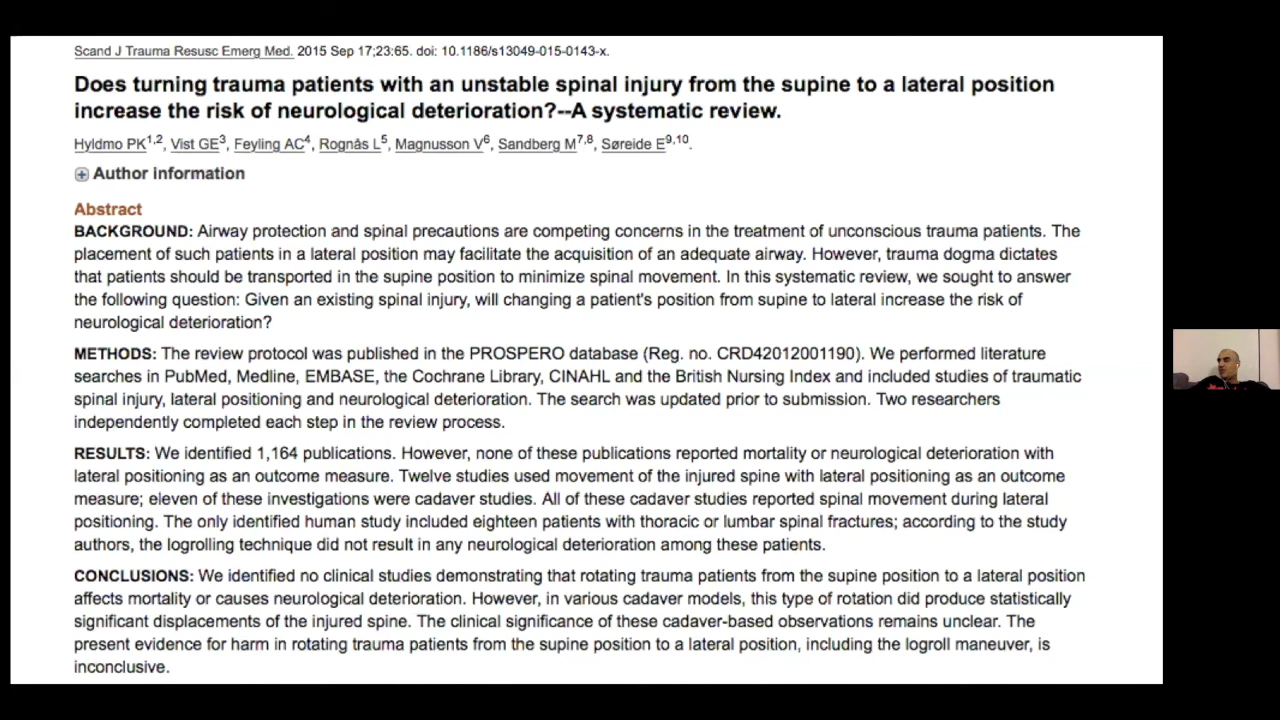 Scand J Trauma Resusc Emerg Med. 2015 Sep 17;23:65. doi: 10.1186/s13049-015-0143-x.
Does turning trauma patients with an unstable spinal injury from the supine to a lateral position
increase the risk of neurological deterioration?--A systematic review.
Hyldmo PK1,2, Vist GE3, Feyling AC4, Rognås L5, Magnusson V6, Sandberg M7,8, Søreide E9,10.
Author information
Abstract
BACKGROUND: Airway protection and spinal precautions are competing concerns in the treatment of unconscious trauma patients. The
placement of such patients in a lateral position may facilitate the acquisition of an adequate airway. However, trauma dogma dictates
that patients should be transported in the supine position to minimize spinal movement. In this systematic review, we sought to answer
the following question: Given an existing spinal injury, will changing a patient's position from supine to lateral increase the risk of
neurological deterioration?
METHODS: The review protocol was published in the PROSPERO database (Reg. no. CRD42012001190). We performed literature
searches in PubMed, Medline, EMBASE, the Cochrane Library, CINAHL and the British Nursing Index and included studies of traumatic
spinal injury, lateral positioning and neurological deterioration. The search was updated prior to submission. Two researchers
independently completed each step in the review process.
RESULTS: We identified 1,164 publications. However, none of these publications reported mortality or neurological deterioration with
lateral positioning as an outcome measure. Twelve studies used movement of the injured spine with lateral positioning as an outcome
measure; eleven of these investigations were cadaver studies. All of these cadaver studies reported spinal movement during lateral
positioning. The only identified human study included eighteen patients with thoracic or lumbar spinal fractures; according to the study
authors, the logrolling technique did not result in any neurological deterioration among these patients.
CONCLUSIONS: We identified no clinical studies demonstrating that rotating trauma patients from the supine position to a lateral position
affects mortality or causes neurological deterioration. However, in various cadaver models, this type of rotation did produce statistically
significant displacements of the injured spine. The clinical significance of these cadaver-based observations remains unclear. The
present evidence for harm in rotating trauma patients from the supine position to a lateral position, including the logroll maneuver, is
inconclusive.